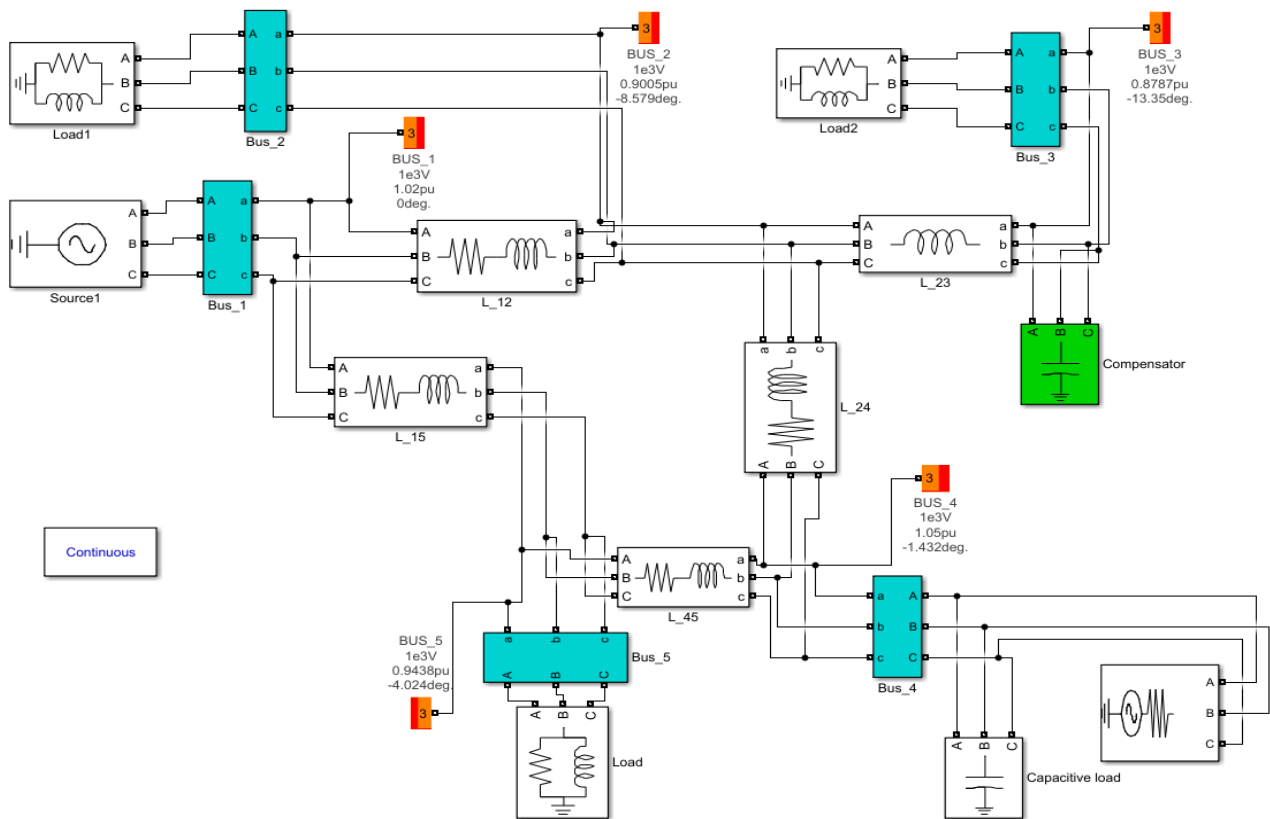 A
B
C
Load1
A
B
C
a
b
c
Bus_2
3
BUS_2
1e3V
0.9005pu
-8.579deg.
A
B
C
Load2
A
B
C
a
b
c
Bus_3
3
BUS_3
1e3V
0.8787pu
-13.35deg.
3
BUS_1
1e3V
1.02pu
0deg.
A
B
C
Source1
A
B
C
a
b
c
Bus_1
A
B
C
a
b
c
L_12
A
B
C
a
b
c
L_23
A
B
C
Compensator
A
B
C
a
b
c
L_15
a
b
c
A
B
C
L_24
3
BUS_4
1e3V
1.05pu
-1.432deg.
Continuous
A
B
C
a
b
c
L_45
a
b
c
A
B
C
Bus_4
BUS_5
1e3V
0.9438pu
-4.024deg.
3
a
b
c
A
B
C
Bus_5
A
B
C
Load
A
B
C
Capacitive load
A
B
C